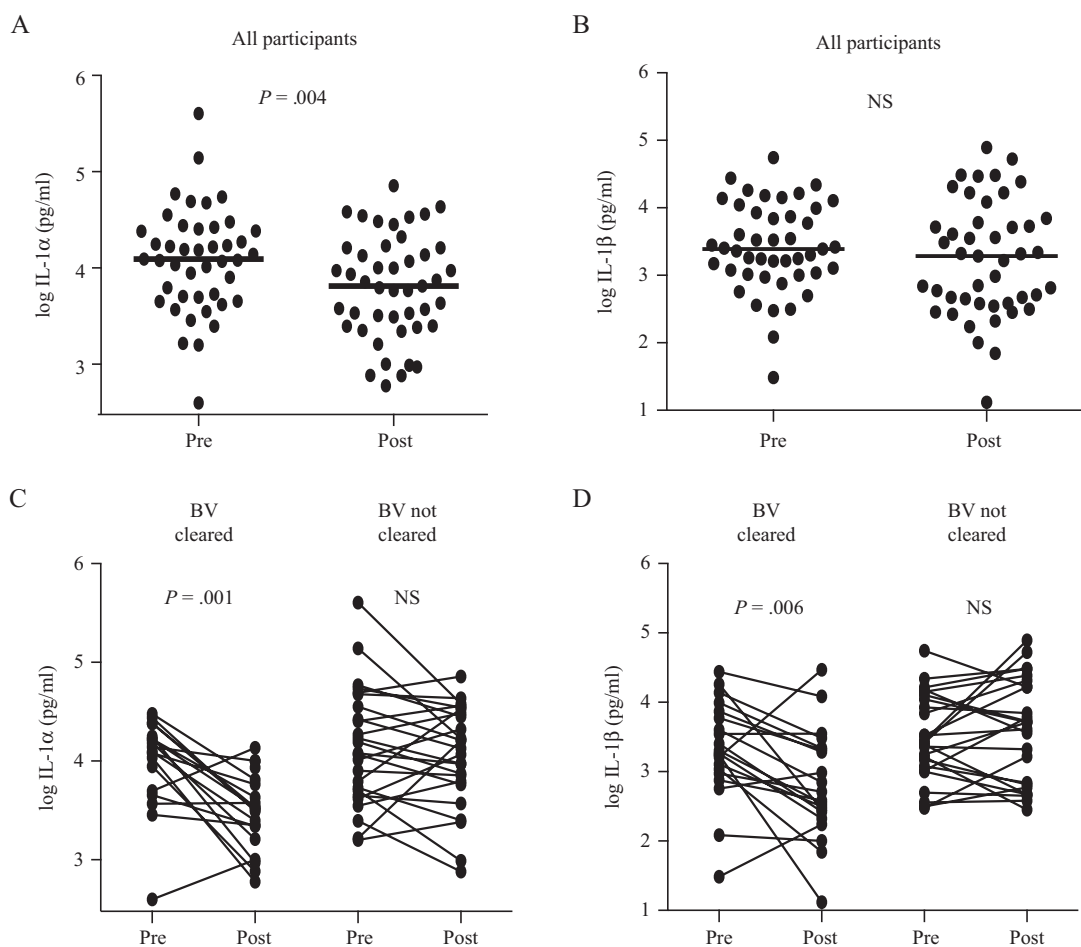 A
All participants
P = .004
log IL-1α (pg/ml)
6
5
4
3
Pre
Post
B
All participants
NS
log IL-1β (pg/ml)
6
5
4
3
2
1
Pre
Post
C
BV
cleared
BV not
cleared
P = .001
NS
log IL-1α (pg/ml)
6
5
4
3
Pre
Post
Pre
Post
D
BV
cleared
BV not
cleared
P = .006
NS
log IL-1β (pg/ml)
6
5
4
3
2
1
Pre
Post
Pre
Post